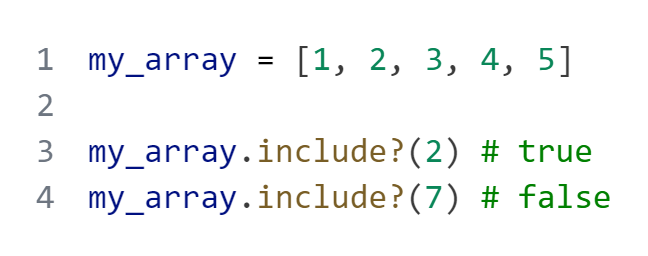 1 my_array = [1, 2, 3, 4, 5]
2
3 my_array.include?(2) # true
4 my_array.include?(7) # false